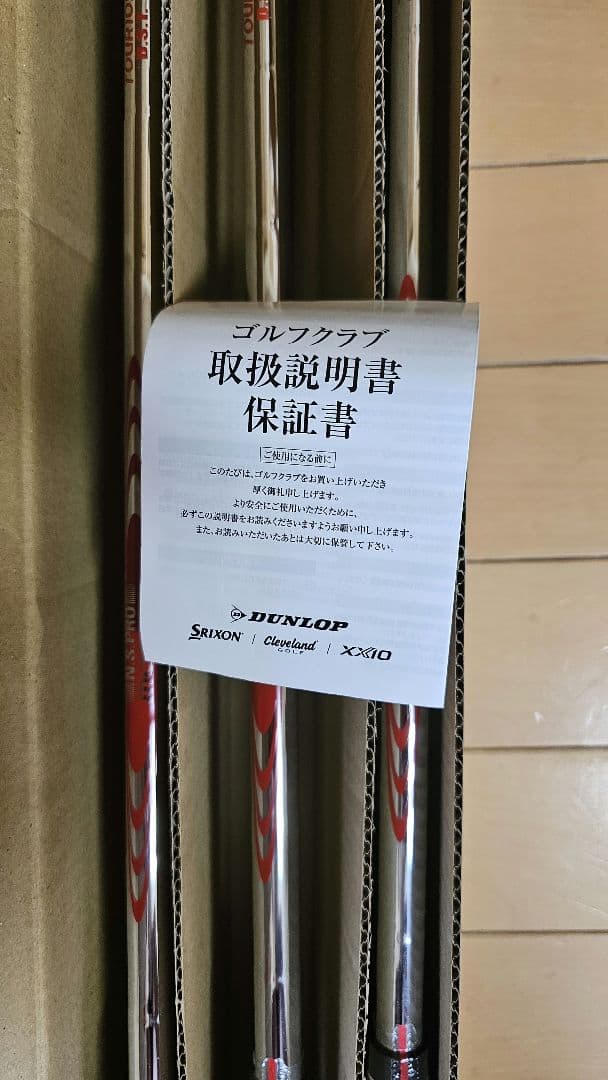 TOUR
D.S.T.
TOUR
ゴルフクラブ
取扱説明書
保証書
ご使用になる前に
このたびは、ゴルフクラブをお買い上げいただき
厚く御礼申し上げます。
より安全にご使用いただくために、
必ずこの説明書をお読みくださいますようお願い申し上げます。
また、お読みいただいたあとは大切に保管して下さい。
DUNLOP
SRIXON
Cleveland
GOLF
XXIO
N.S.PRO